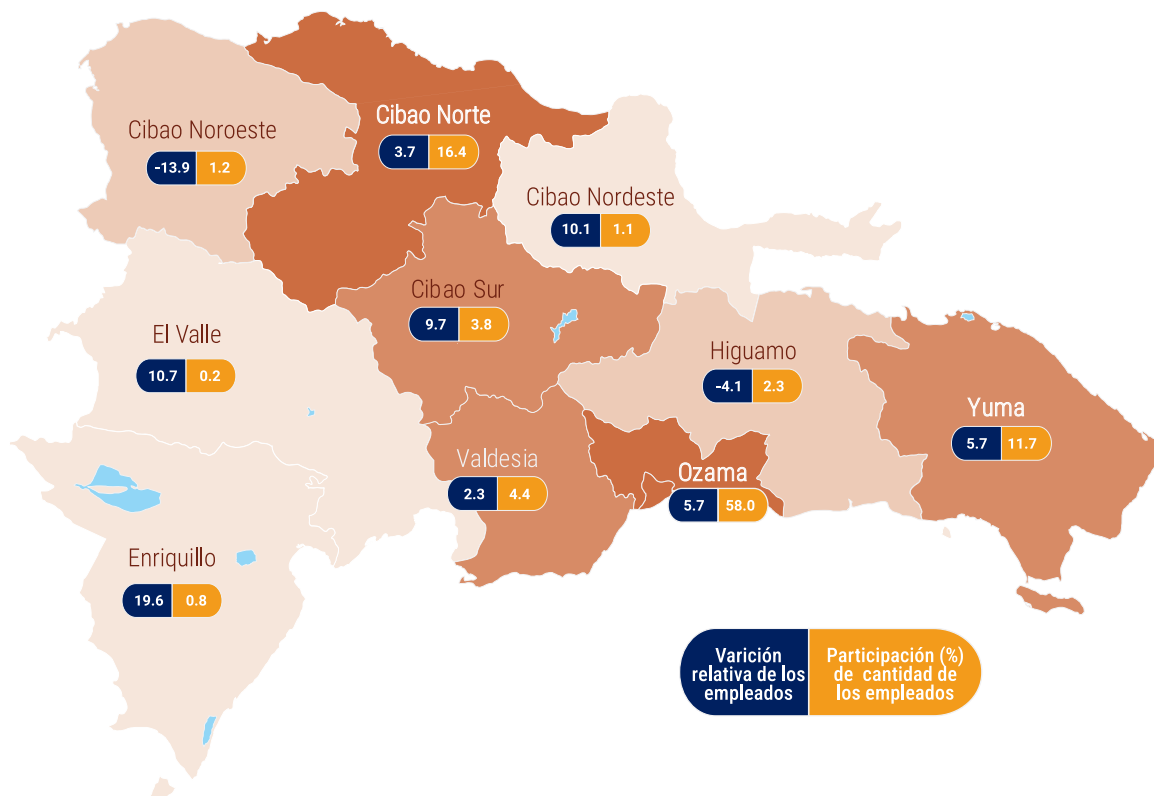 Cibao Norte
3.7 16.4
Cibao Noroeste
-13.9 1.2
Cibao Nordeste
10.1 1.1
Cibao Sur
9.7 3.8
El Valle
10.7 0.2
Higuamo
-4.1 2.3
Yuma
5.7 11.7
Valdesia
2.3 4.4
Ozama
5.7 58.0
Enriquillo
19.6 0.8
Varición
relativa de los
empleados
Participación (%)
de cantidad de
los empleados